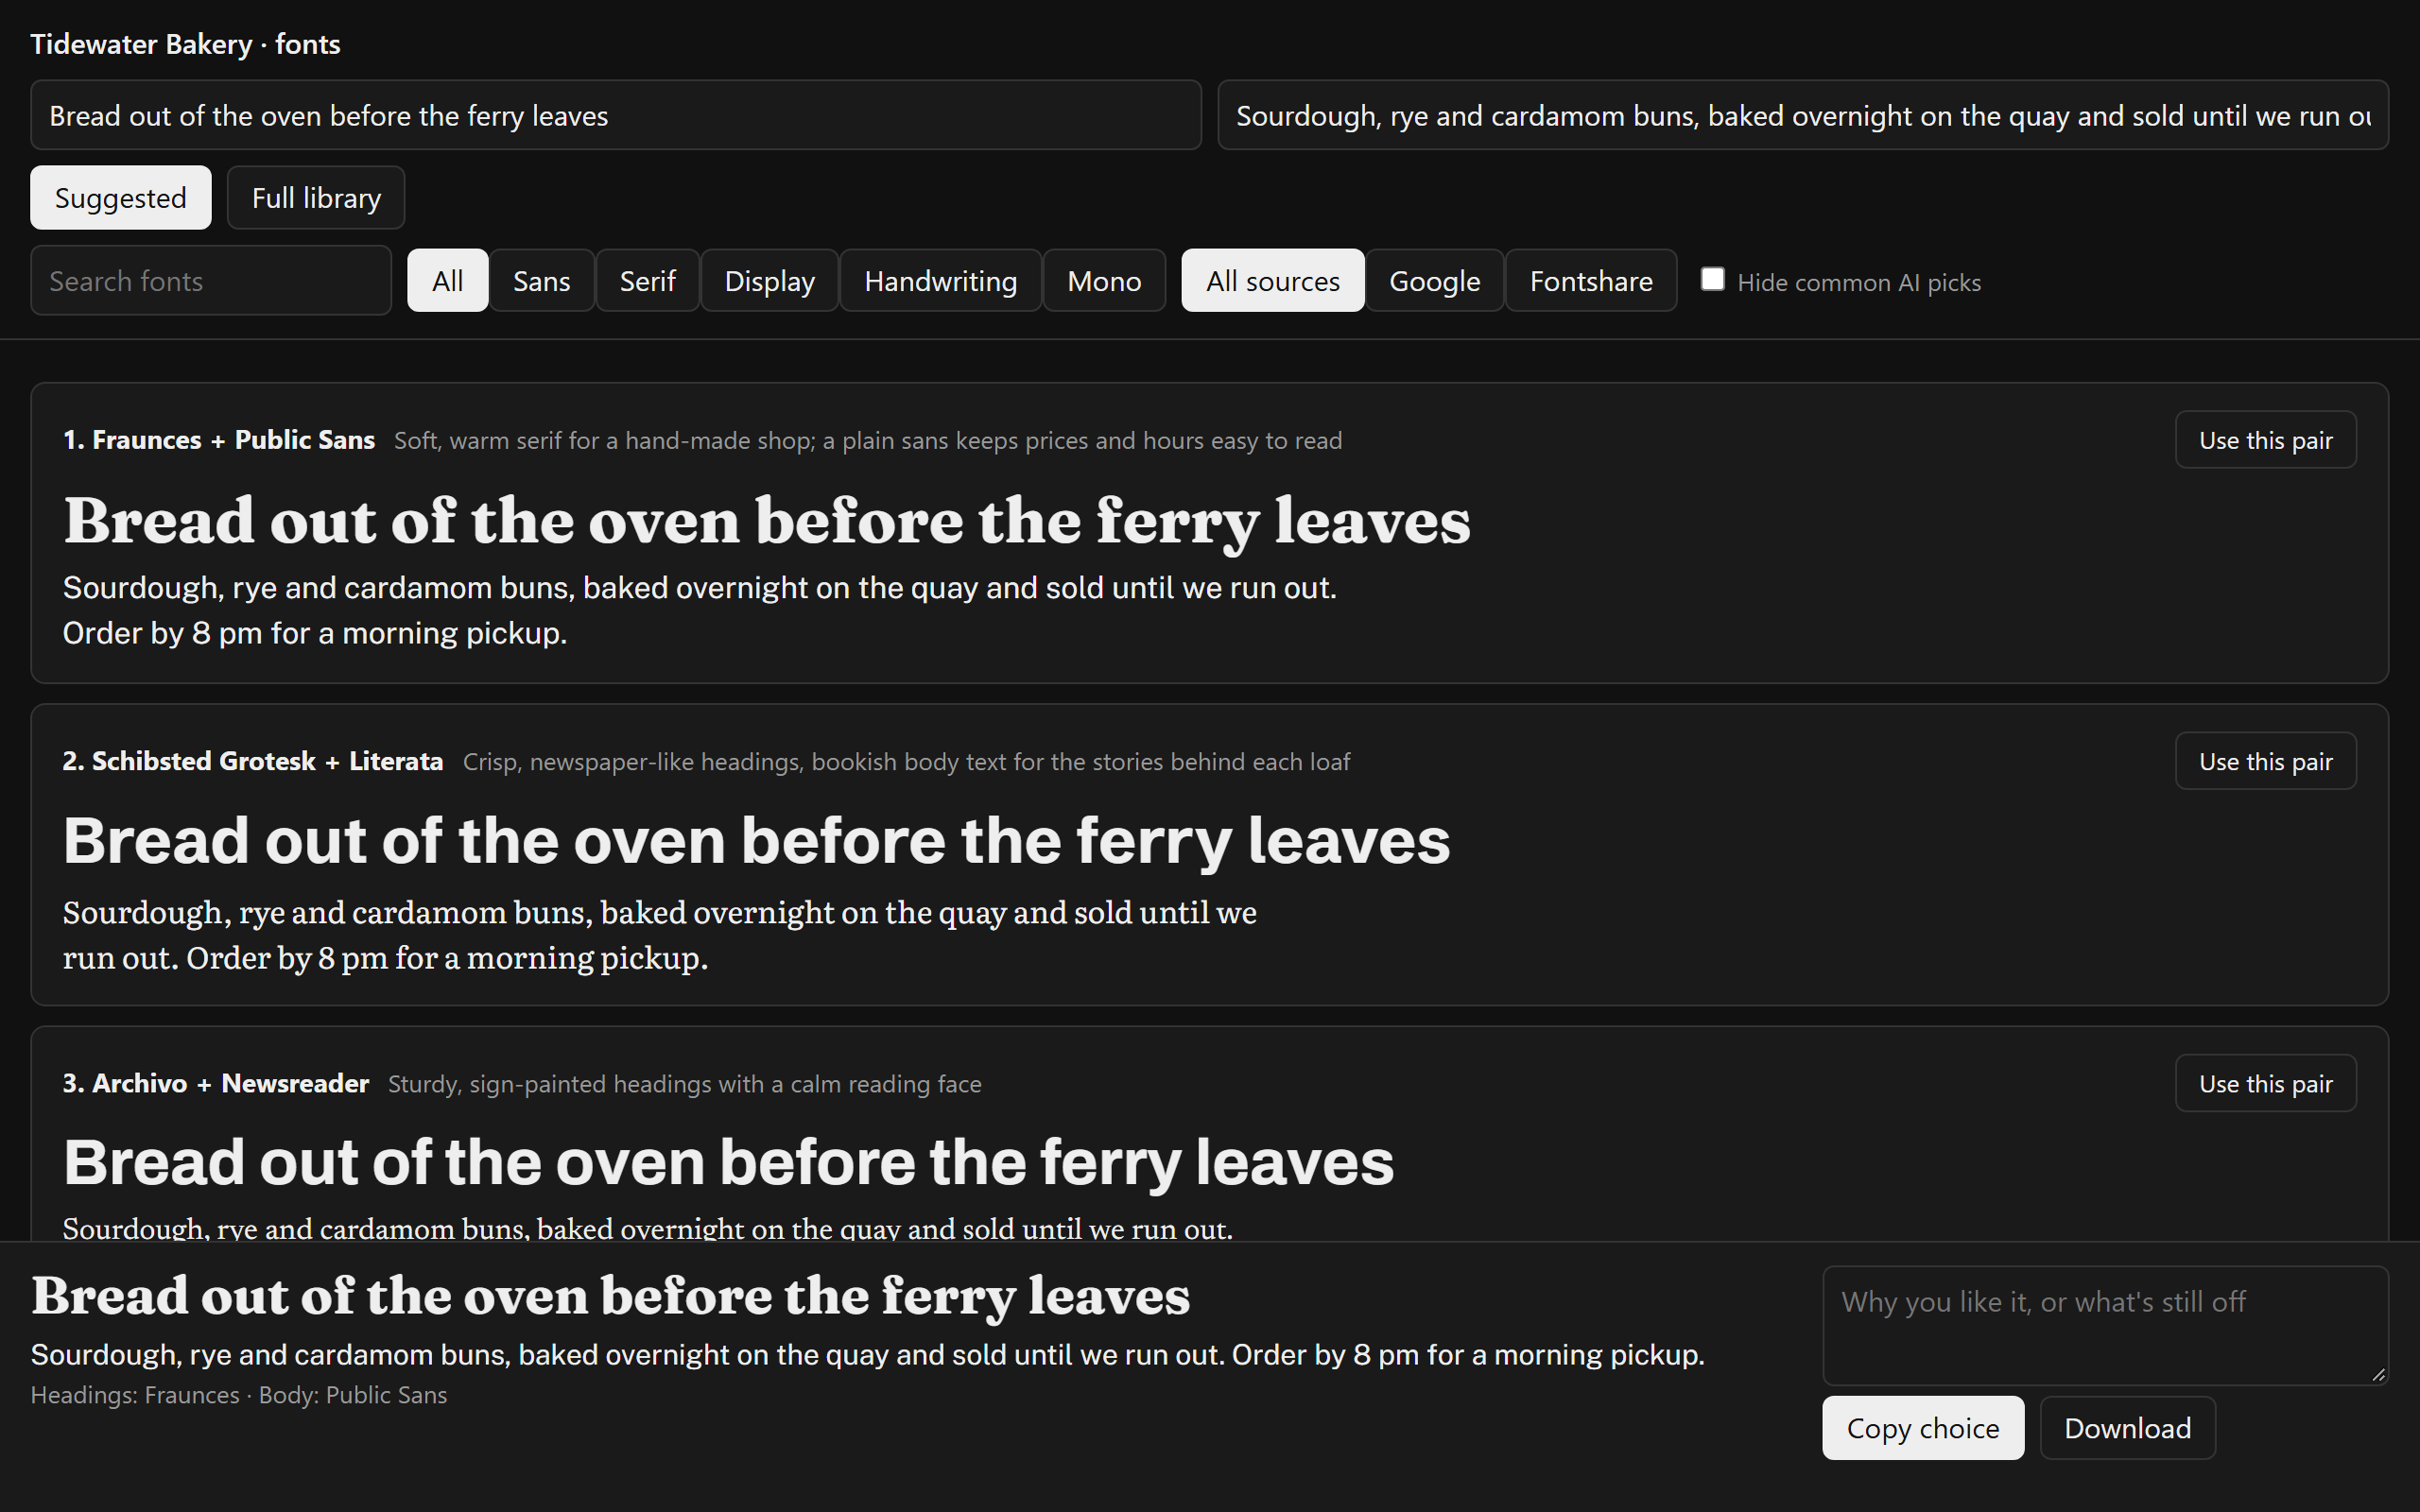 Tidewater Bakery · fonts
Bread out of the oven before the ferry leaves
Sourdough, rye and cardamom buns, baked overnight on the quay and sold until we run
Suggested
Full library
Search fonts
All
Sans
Serif
Display
Handwriting
Mono
All sources
Google
Fontshare
Hide common AI picks
1. Fraunces + Public Sans Soft, warm serif for a hand-made shop; a plain sans keeps prices and hours easy to read
Use this pair
Bread out of the oven before the ferry leaves
Sourdough, rye and cardamom buns, baked overnight on the quay and sold until we run out.
Order by 8 pm for a morning pickup.
2. Schibsted Grotesk + Literata Crisp, newspaper-like headings, bookish body text for the stories behind each loaf
Use this pair
Bread out of the oven before the ferry leaves
Sourdough, rye and cardamom buns, baked overnight on the quay and sold until we
run out. Order by 8 pm for a morning pickup.
3. Archivo + Newsreader Sturdy, sign-painted headings with a calm reading face
Use this pair
Bread out of the oven before the ferry leaves
Sourdough, rye and cardamom buns, baked overnight on the quay and sold until we run out.
Bread out of the oven before the ferry leaves
Sourdough, rye and cardamom buns, baked overnight on the quay and sold until we run out. Order by 8 pm for a morning pickup.
Headings: Fraunces · Body: Public Sans
Why you like it, or what's still off
Copy choice
Download